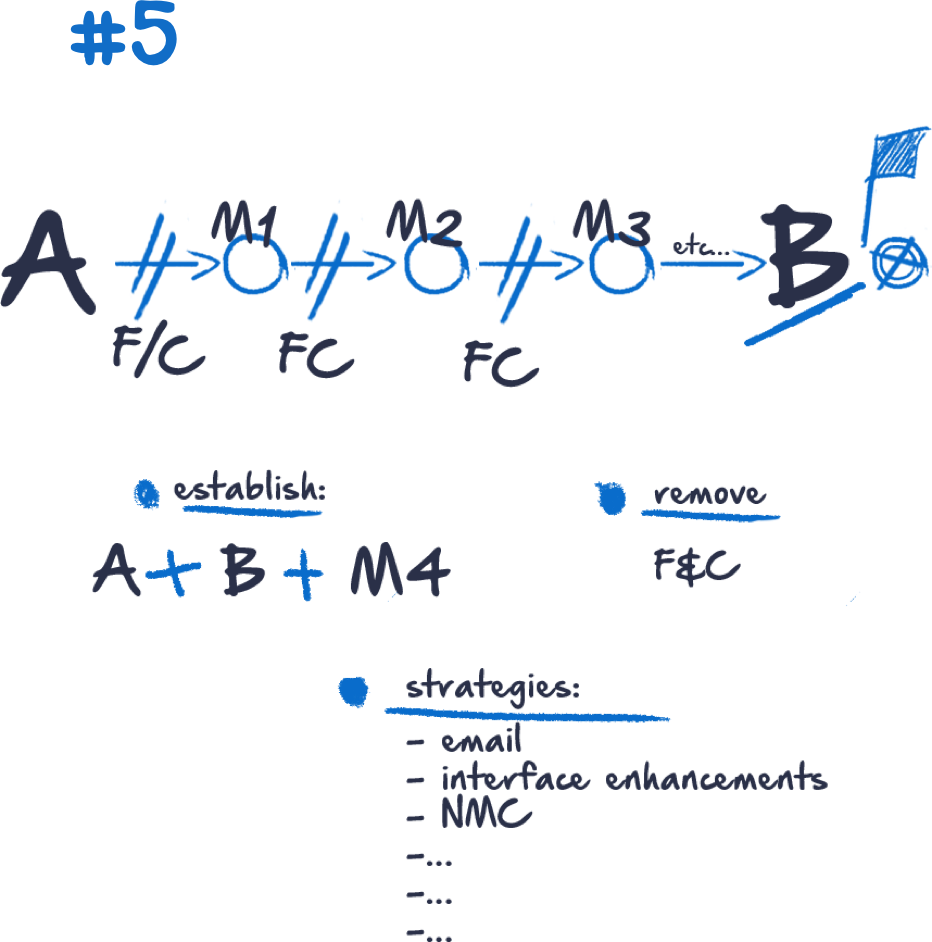 #5
A M1 M2 M3 etc... B
F/C FC FC
establish:
A + B + M4
remove
F&C
strategies:
- email
- interface enhancements
- NMC
-...
-...
-...